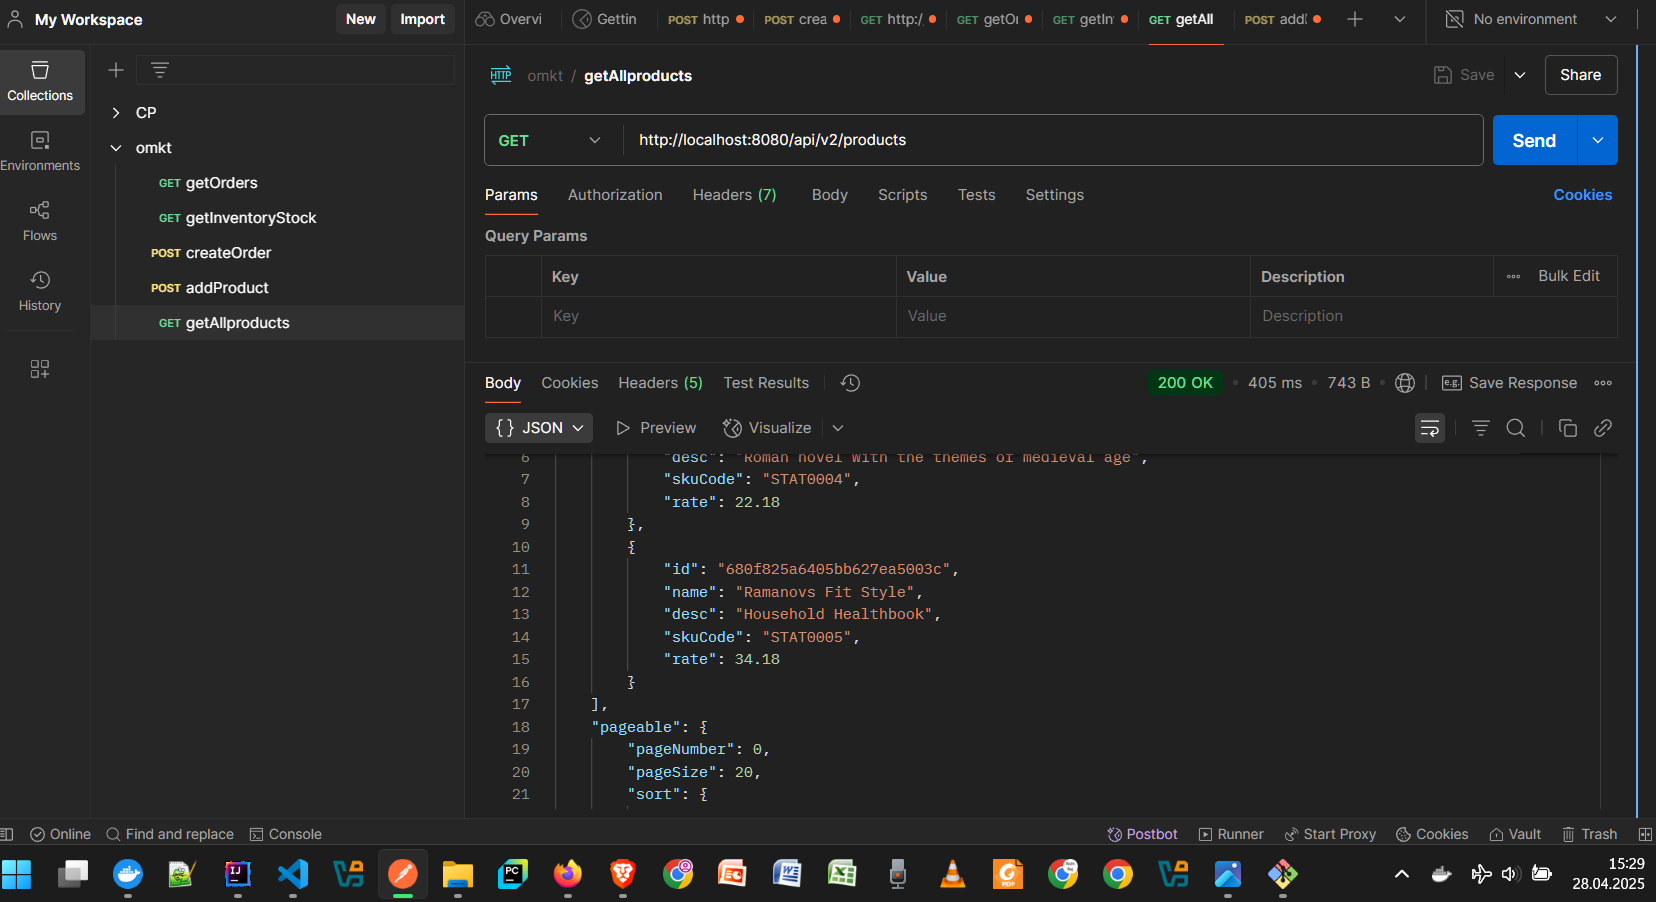 My Workspace
New
Import
Overvi
Gettin
POST http
POST crea
GET http:/
GET getOr
GET getIn
GET getAll
POST addl
No environment
Collections
Environments
Flows
History
CP
omkt
GET getOrders
GET getInventoryStock
POST createOrder
POST addProduct
GET getAllproducts
HTTP omkt / getAllproducts
Save
Share
GET http://localhost:8080/api/v2/products
Send
Params Authorization Headers (7) Body Scripts Tests Settings
Cookies
Query Params
Key Value Description ••• Bulk Edit
Key Value Description
Body Cookies Headers (5) Test Results
200 OK • 405 ms • 743 B •
e.g. Save Response •••
{} JSON Preview Visualize
6 "desc": "Roman novel with the themes of medieval age",
7 "skuCode": "STAT0004",
8 "rate": 22.18
9 },
10 {
11 "id": "680f825a6405bb627ea5003c",
12 "name": "Ramanovs Fit Style",
13 "desc": "Household Healthbook",
14 "skuCode": "STAT0005",
15 "rate": 34.18
16 }
17 ],
18 "pageable": {
19 "pageNumber": 0,
20 "pageSize": 20,
21 "sort": {
Online Find and replace Console
Postbot Runner Start Proxy Cookies Vault Trash
15:29
28.04.2025